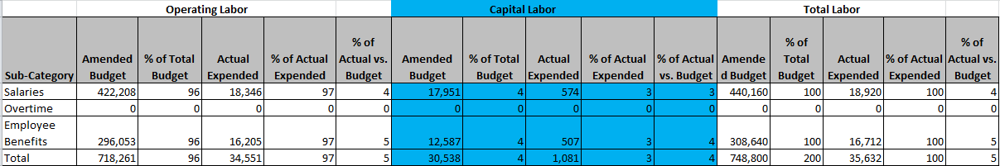 Operating Labor Capital Labor Total Labor
% of % of % of
Actual vs. Total Actual vs.
Amended % of Total Actual % of Actual Actual vs. Amended % of Total Actual % of Actual % of Actual Amende Total Actual % of Actual Actual vs.
Sub-Category Budget Budget Expended Expended Budget Budget Budget Expended Expended vs. Budget d Budget Budget Expended Expended Budget
Salaries 422,208 96 18,346 97 4 17,951 4 574 3 3 440,160 100 18,920 100 4
Overtime 0 0 0 0 0 0 0 0 0 0 0 0 0 0 0
Employee
Benefits 296,053 96 16,205 97 5 12,587 4 507 3 4 308,640 100 16,712 100 5
Total 718,261 96 34,551 97 5 30,538 4 1,081 3 4 748,800 200 35,632 100 5